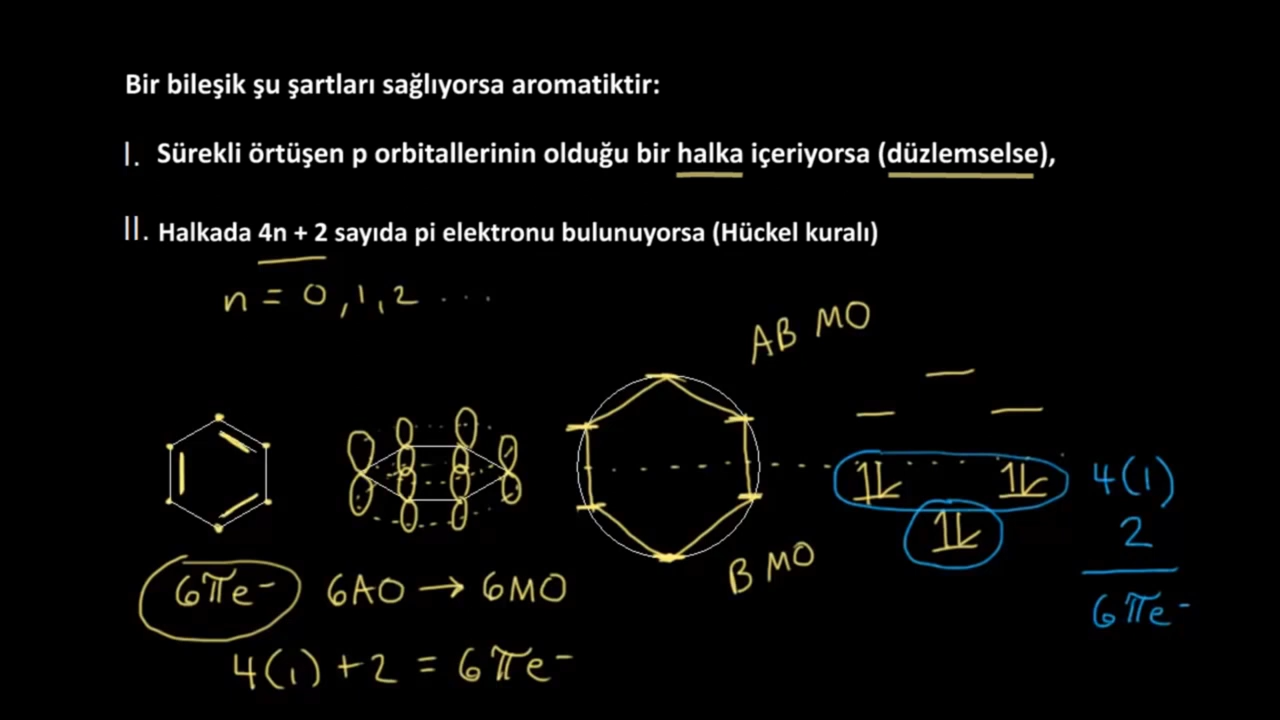 Bir bileşik şu şartları sağlıyorsa aromatiktir:
I. Sürekli örtüşen p orbitallerinin olduğu bir halka içeriyorsa (düzlemselse),
II. Halkada 4n + 2 sayıda pi elektronu bulunuyorsa (Hückel kuralı)
n = 0, 1, 2 ....
AB MO
4(1)
2
B MO
6πe-
6πe- 6AO → 6MO
4(1) + 2 = 6πe-